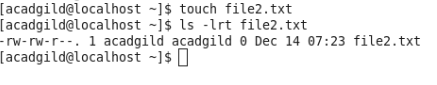 [acadgild@localhost ~]$ touch file2.txt
[acadgild@localhost ~]$ ls -lrt file2.txt
-rw-rw-r--. 1 acadgild acadgild 0 Dec 14 07:23 file2.txt
[acadgild@localhost ~]$